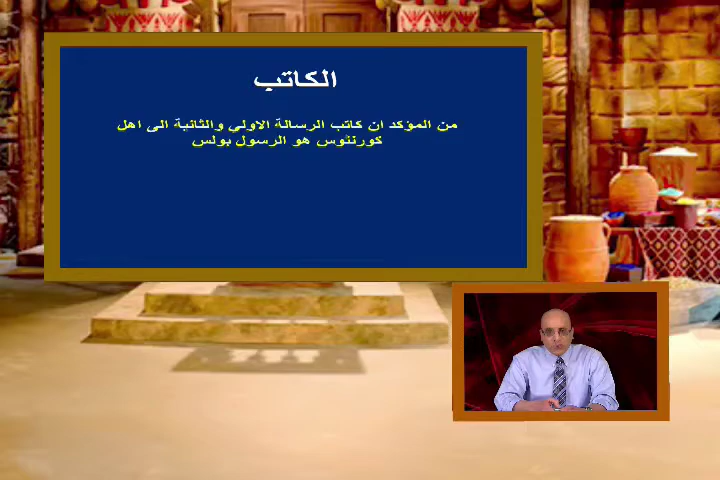 الكاتب
من المؤكد ان كاتب الرسالة الاولي والثانية الى اهل
كورنثوس هو الرسول بولس